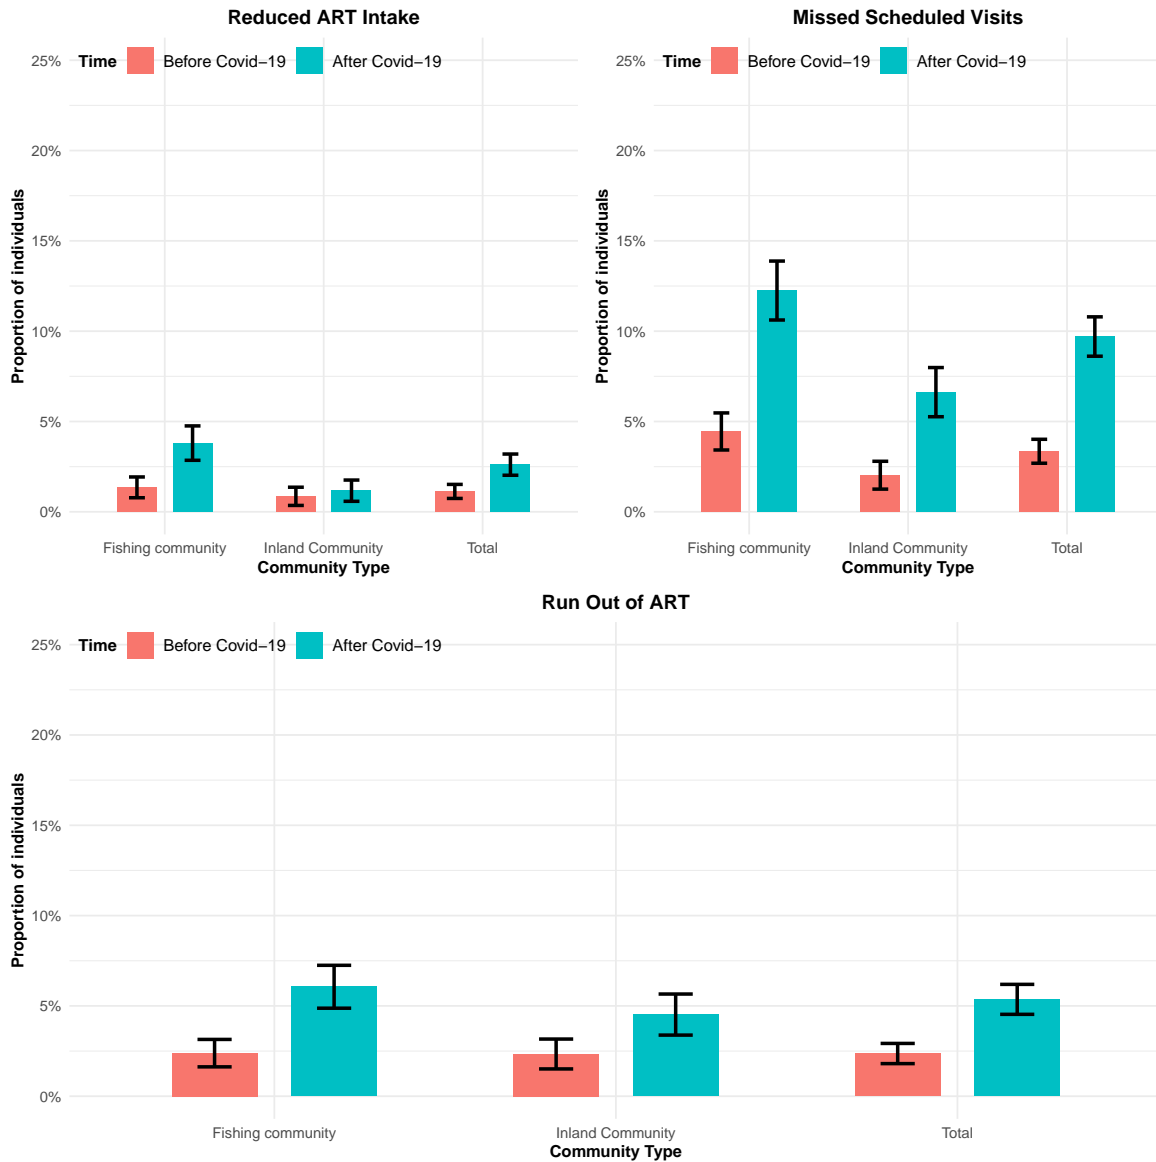 Reduced ART Intake
Time Before Covid−19 After Covid−19
25%
20%
15%
10%
5%
0%
Proportion of individuals
Fishing community Inland Community Total
Community Type
Missed Scheduled Visits
Time Before Covid−19 After Covid−19
25%
20%
15%
10%
5%
0%
Proportion of individuals
Fishing community Inland Community Total
Community Type
Run Out of ART
Time Before Covid−19 After Covid−19
25%
20%
15%
10%
5%
0%
Proportion of individuals
Fishing community Inland Community Total
Community Type